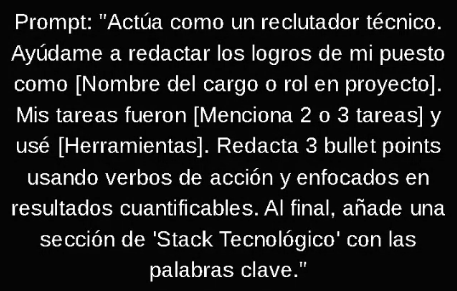 Prompt: "Actúa como un reclutador técnico.
Ayúdame a redactar los logros de mi puesto
como [Nombre del cargo o rol en proyecto].
Mis tareas fueron [Menciona 2 o 3 tareas] y
usé [Herramientas]. Redacta 3 bullet points
usando verbos de acción y enfocados en
resultados cuantificables. Al final, añade una
sección de 'Stack Tecnológico' con las
palabras clave."